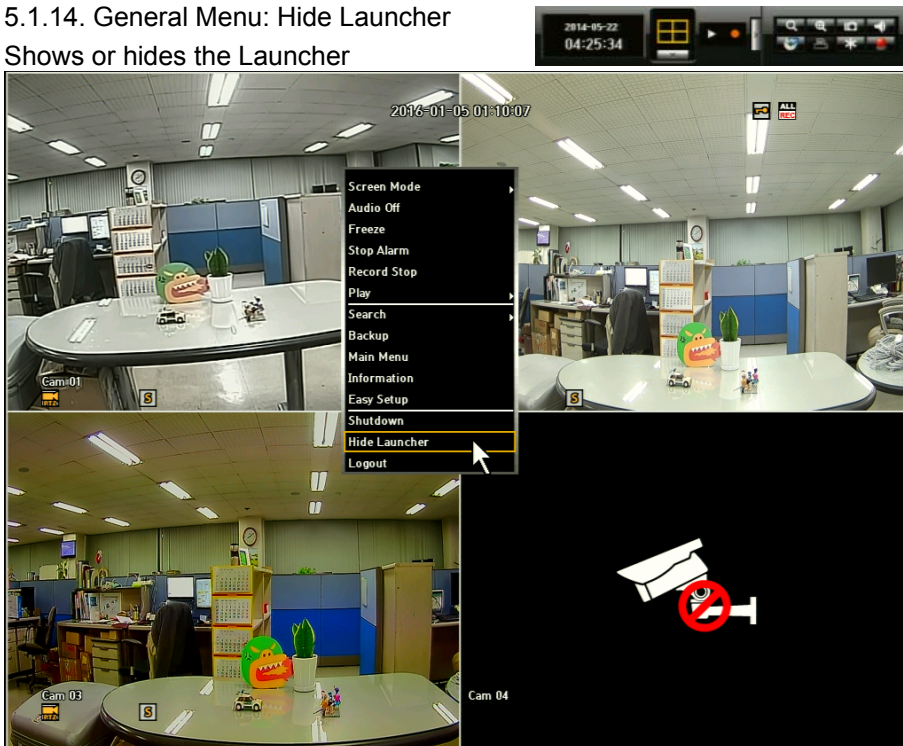 5.1.14. General Menu: Hide Launcher
Shows or hides the Launcher
2014-05-22
04:25:34
2016-01-05 01:10:07
ALL
REC
Screen Mode
Audio Off
Freeze
Stop Alarm
Record Stop
Play
Search
Backup
Main Menu
Information
Easy Setup
Shutdown
Hide Launcher
Logout
Cam 01
S
S
Cam 03
S
Cam 04